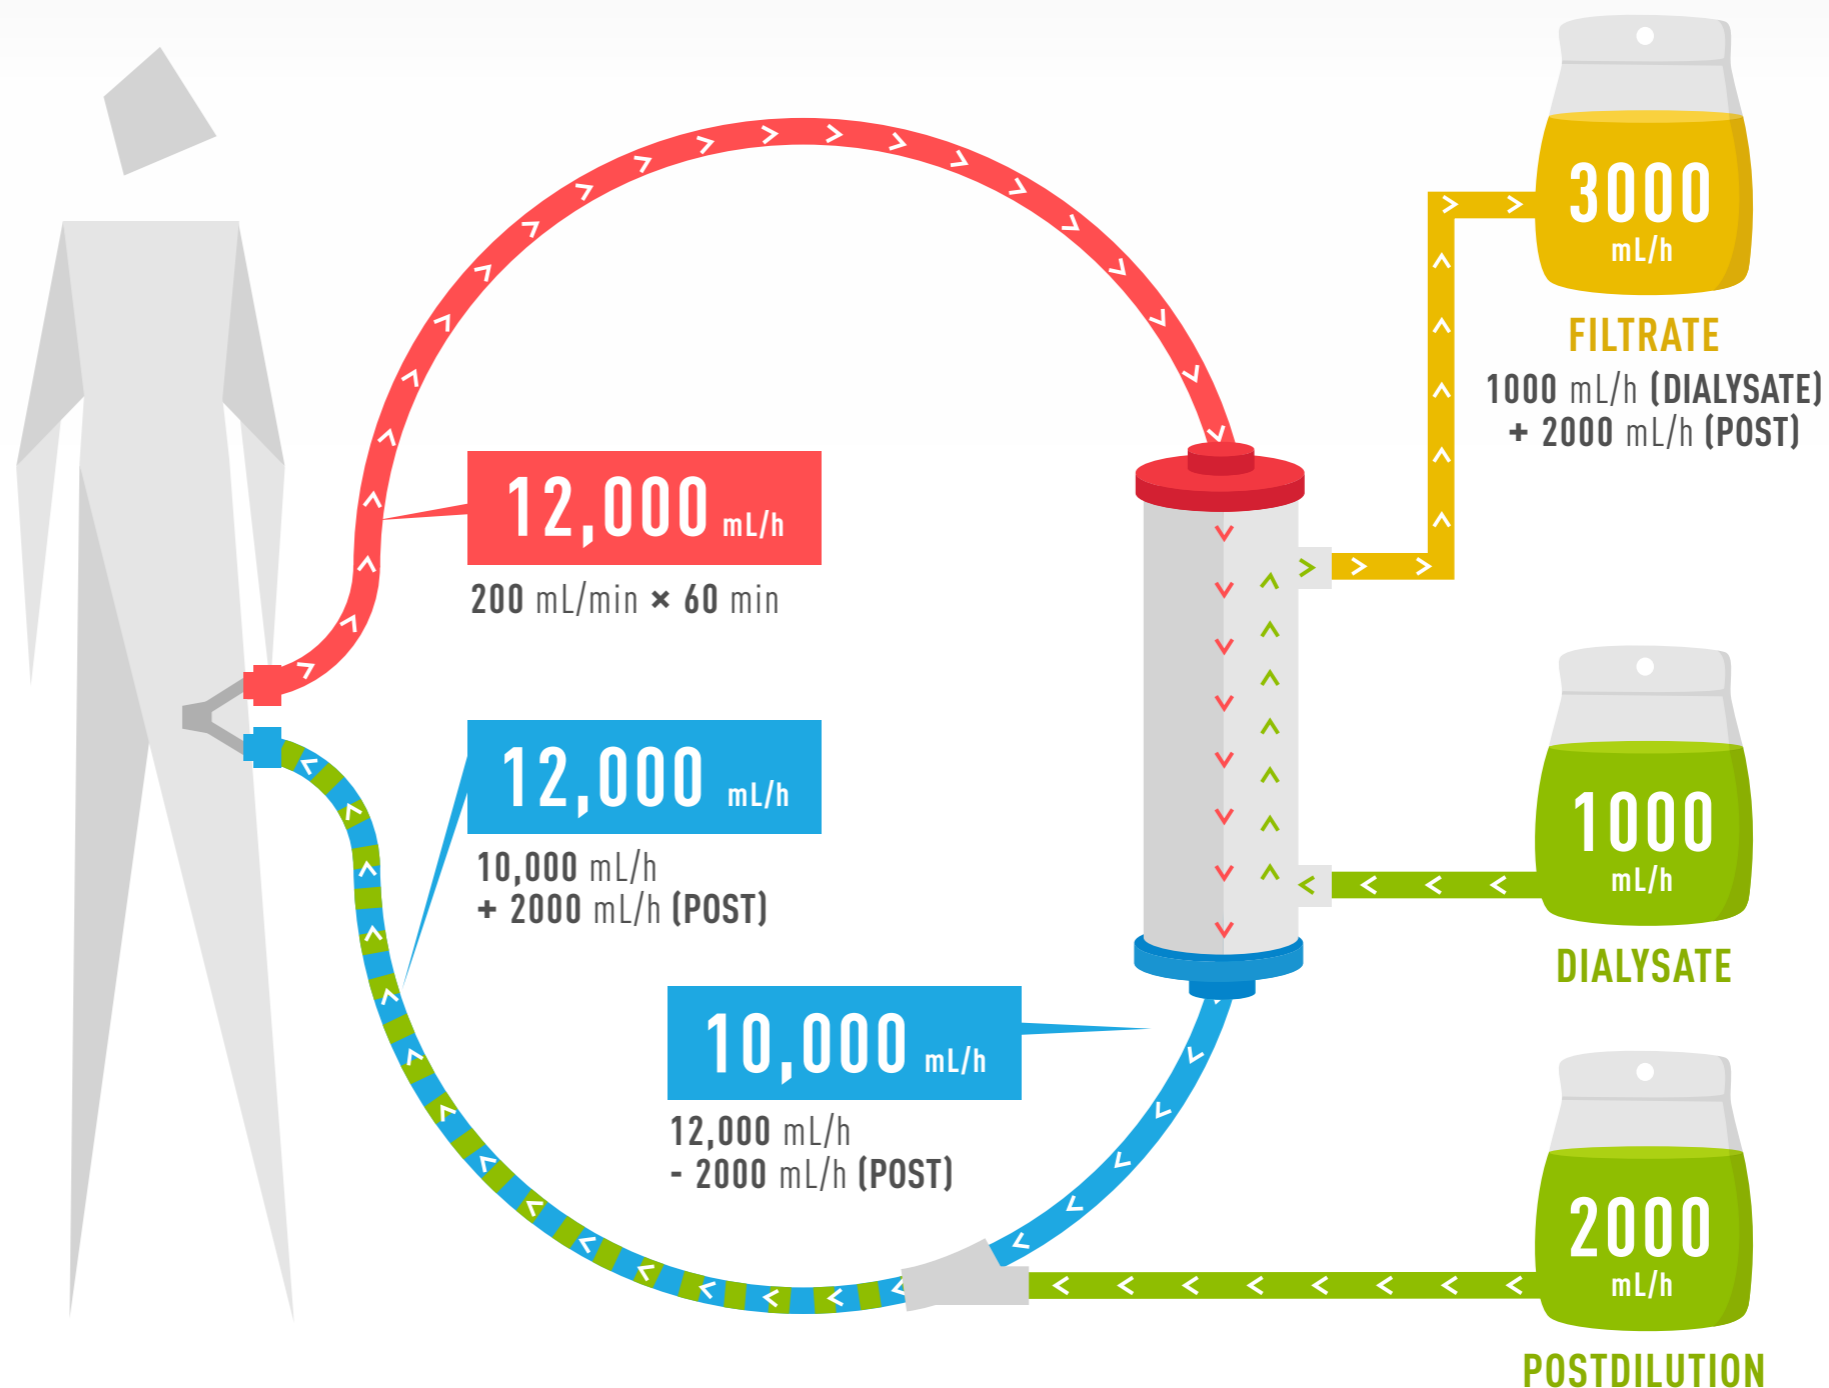 3000
mL/h
FILTRATE
1000 mL/h (DIALYSATE)
+ 2000 mL/h (POST)
12,000 mL/h
200 mL/min × 60 min
12,000 mL/h
10,000 mL/h
+ 2000 mL/h (POST)
1000
mL/h
DIALYSATE
10,000 mL/h
12,000 mL/h
- 2000 mL/h (POST)
2000
mL/h
POSTDILUTION